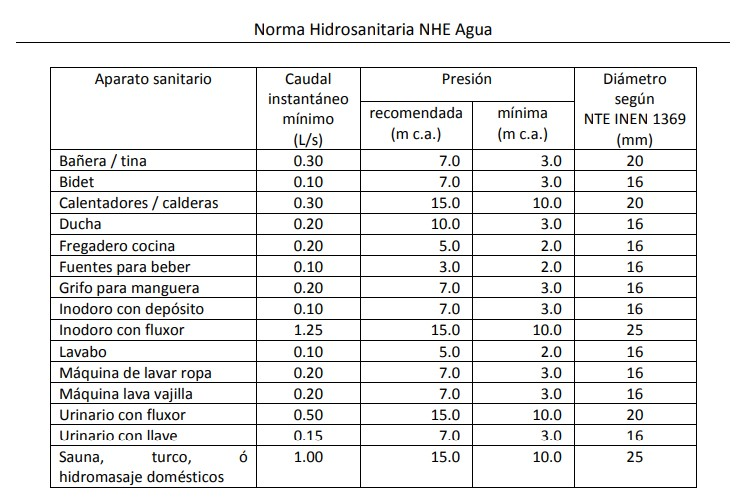 Norma Hidrosanitaria NHE Agua
Aparato sanitario Caudal instantáneo mínimo (L/s) Presión Diámetro según NTE INEN 1369 (mm)
recomendada (m c.a.) mínima (m c.a.)
Bañera / tina 0.30 7.0 3.0 20
Bidet 0.10 7.0 3.0 16
Calentadores / calderas 0.30 15.0 10.0 20
Ducha 0.20 10.0 3.0 16
Fregadero cocina 0.20 5.0 2.0 16
Fuentes para beber 0.10 3.0 2.0 16
Grifo para manguera 0.20 7.0 3.0 16
Inodoro con depósito 0.10 7.0 3.0 16
Inodoro con fluxor 1.25 15.0 10.0 25
Lavabo 0.10 5.0 2.0 16
Máquina de lavar ropa 0.20 7.0 3.0 16
Máquina lava vajilla 0.20 7.0 3.0 16
Urinario con fluxor 0.50 15.0 10.0 20
Urinario con llave 0.15 7.0 3.0 16
Sauna, turco, ó 1.00 15.0 10.0 25
hidromasaje domésticos